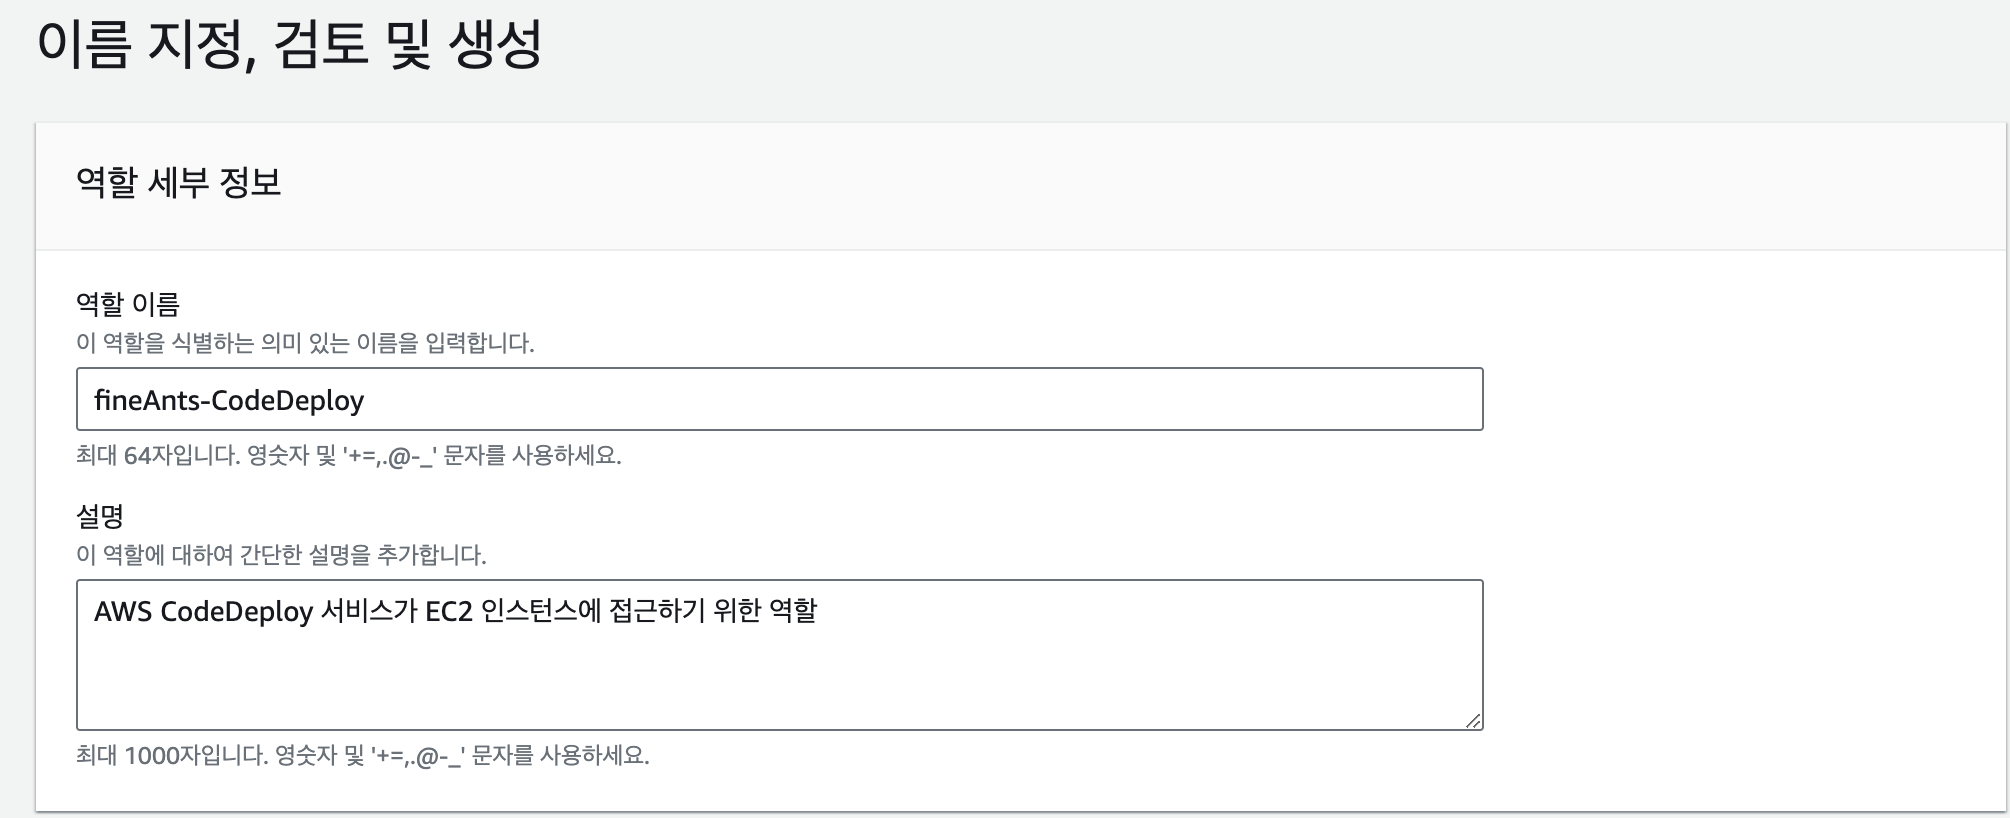 이름 지정, 검토 및 생성
역할 세부 정보
역할 이름
이 역할을 식별하는 의미 있는 이름을 입력합니다.
fineAnts-CodeDeploy
최대 64자입니다. 영숫자 및 '+=,.@-_' 문자를 사용하세요.
설명
이 역할에 대하여 간단한 설명을 추가합니다.
AWS CodeDeploy 서비스가 EC2 인스턴스에 접근하기 위한 역할
최대 1000자입니다. 영숫자 및 '+=,.@-_' 문자를 사용하세요.